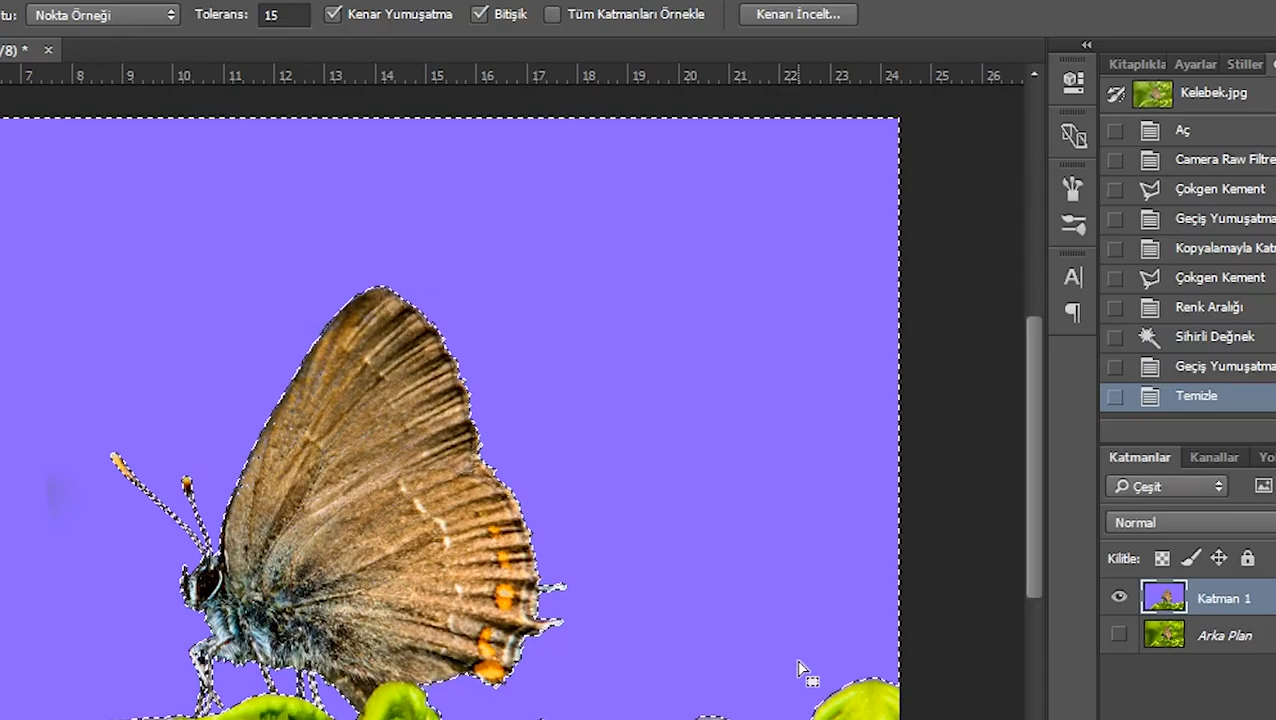 tu: Nokta Örneği Tolerans: 15 Kenar Yumuşatma Bitişik Tüm Katmanları Örnekle Kenarı İncelt...
/8) * ×
7 8 9 10 11 12 13 14 15 16 17 18 19 20 21 22 23 24 25 26
Kitaplıkla Ayarlar Stiller
Kelebek.jpg
Aç
Camera Raw Filtre
Çokgen Kement
Geçiş Yumuşatma
Kopyalamayla Katı
Çokgen Kement
Renk Aralığı
Sihirli Değnek
Geçiş Yumuşatma
Temizle
Katmanlar Kanallar Yo
Çeşit
Normal
Kilitle:
Katman 1
Arka Plan